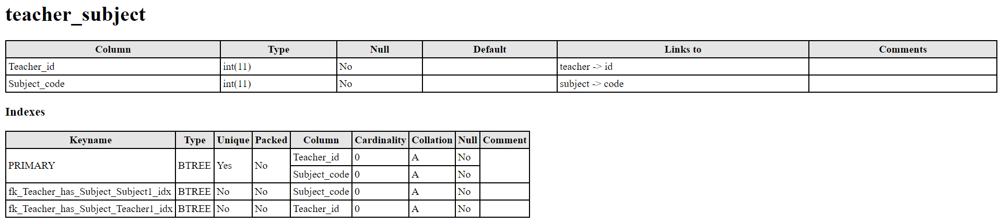 teacher_subject
Column Type Null Default Links to Comments
Teacher_id int(11) No teacher -> id
Subject_code int(11) No subject -> code
Indexes
Keyname Type Unique Packed Column Cardinality Collation Null Comment
PRIMARY BTREE Yes No Teacher_id 0 A No
Subject_code 0 A No
fk_Teacher_has_Subject_Subject1_idx BTREE No No Subject_code 0 A No
fk_Teacher_has_Subject_Teacher1_idx BTREE No No Teacher_id 0 A No